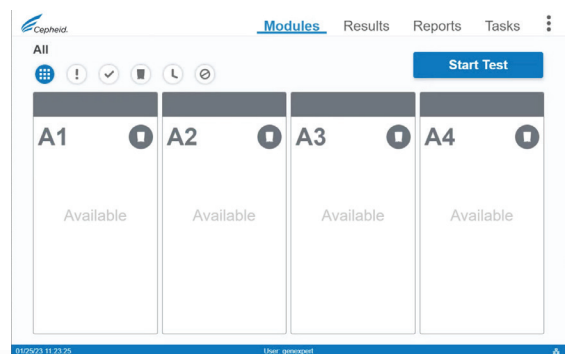 Cepheid.
Modules Results Reports Tasks
All
Start Test
A1 A2 A3 A4
Available Available Available Available
01/25/23 11.23.25 User: genexpert